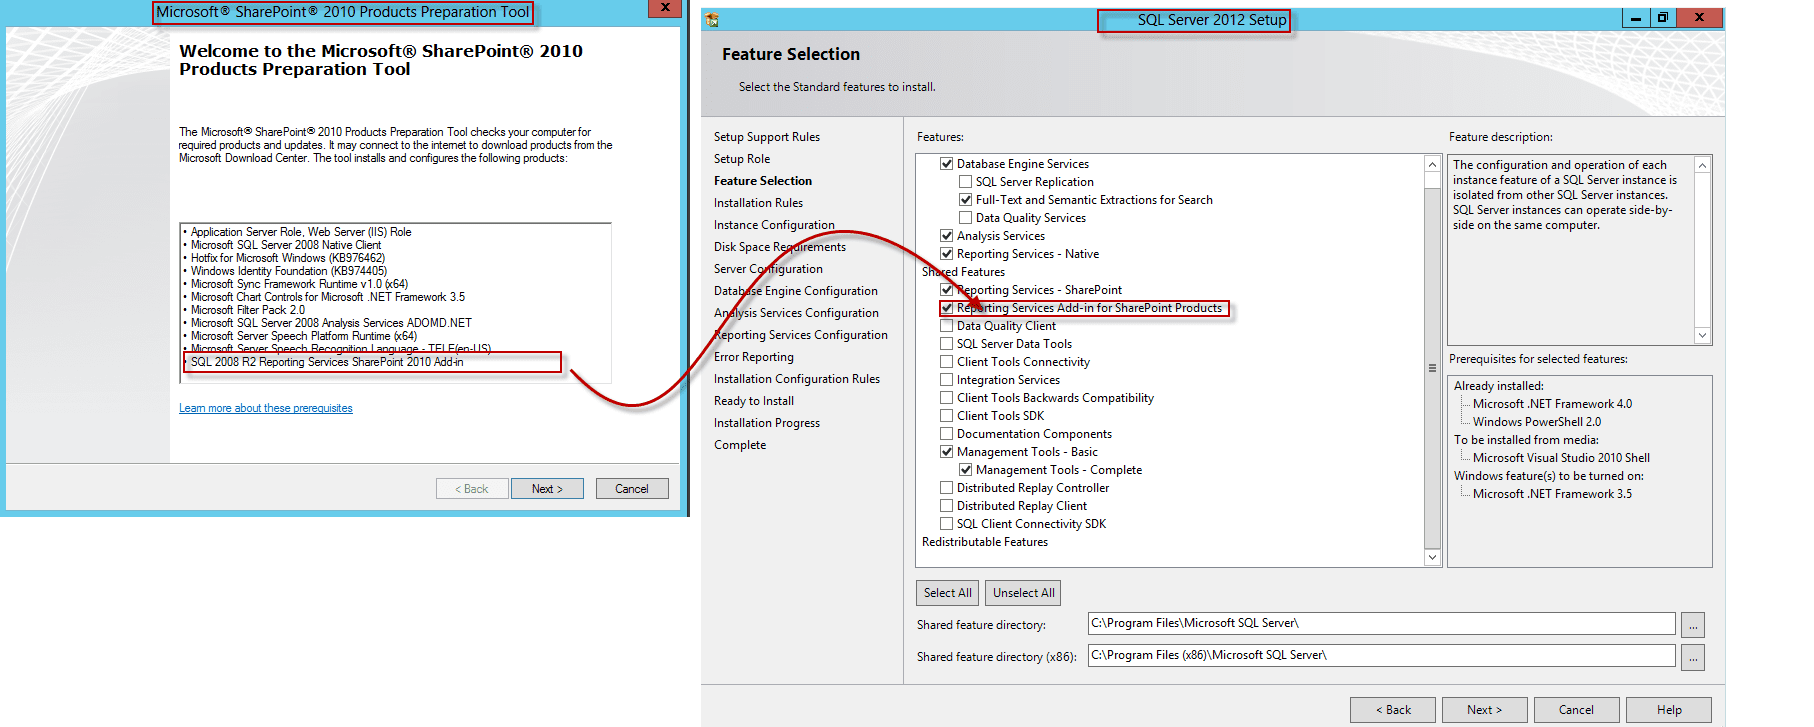 Microsoft® SharePoint® 2010 Products Preparation Tool
x
Welcome to the Microsoft® SharePoint® 2010
Products Preparation Tool
The Microsoft® SharePoint® 2010 Products Preparation Tool checks your computer for
required products and updates. It may connect to the internet to download products from the
Microsoft Download Center. The tool installs and configures the following products:
• Application Server Role, Web Server (IIS) Role
• Microsoft SQL Server 2008 Native Client
• Hotfix for Microsoft Windows (KB976462)
• Windows Identity Foundation (KB974405)
• Microsoft Sync Framework Runtime v1.0 (x64)
• Microsoft Chart Controls for Microsoft .NET Framework 3.5
• Microsoft Filter Pack 2.0
• Microsoft SQL Server 2008 Analysis Services ADOMD.NET
• Microsoft Server Speech Platform Runtime (x64)
• Microsoft Server Speech Recognition Language - TELE(en-US)
• SQL 2008 R2 Reporting Services SharePoint 2010 Add-in
Learn more about these prerequisites
< Back
Next >
Cancel
SQL Server 2012 Setup
x
Feature Selection
Select the Standard features to install.
Setup Support Rules
Setup Role
Feature Selection
Installation Rules
Instance Configuration
Disk Space Requirements
Server Configuration
Database Engine Configuration
Analysis Services Configuration
Reporting Services Configuration
Error Reporting
Installation Configuration Rules
Ready to Install
Installation Progress
Complete
Features:
Database Engine Services
SQL Server Replication
Full-Text and Semantic Extractions for Search
Data Quality Services
Analysis Services
Reporting Services - Native
Shared Features
Reporting Services - SharePoint
Reporting Services Add-in for SharePoint Products
Data Quality Client
SQL Server Data Tools
Client Tools Connectivity
Integration Services
Client Tools Backwards Compatibility
Client Tools SDK
Documentation Components
Management Tools - Basic
Management Tools - Complete
Distributed Replay Controller
Distributed Replay Client
SQL Client Connectivity SDK
Redistributable Features
Feature description:
The configuration and operation of each
instance feature of a SQL Server instance is
isolated from other SQL Server instances.
SQL Server instances can operate side-by-
side on the same computer.
Prerequisites for selected features:
Already installed:
Microsoft .NET Framework 4.0
Windows PowerShell 2.0
To be installed from media:
Microsoft Visual Studio 2010 Shell
Windows feature(s) to be turned on:
Microsoft .NET Framework 3.5
Select All
Unselect All
Shared feature directory:
C:\Program Files\Microsoft SQL Server\
...
Shared feature directory (x86):
C:\Program Files (x86)\Microsoft SQL Server\
...
< Back
Next >
Cancel
Help